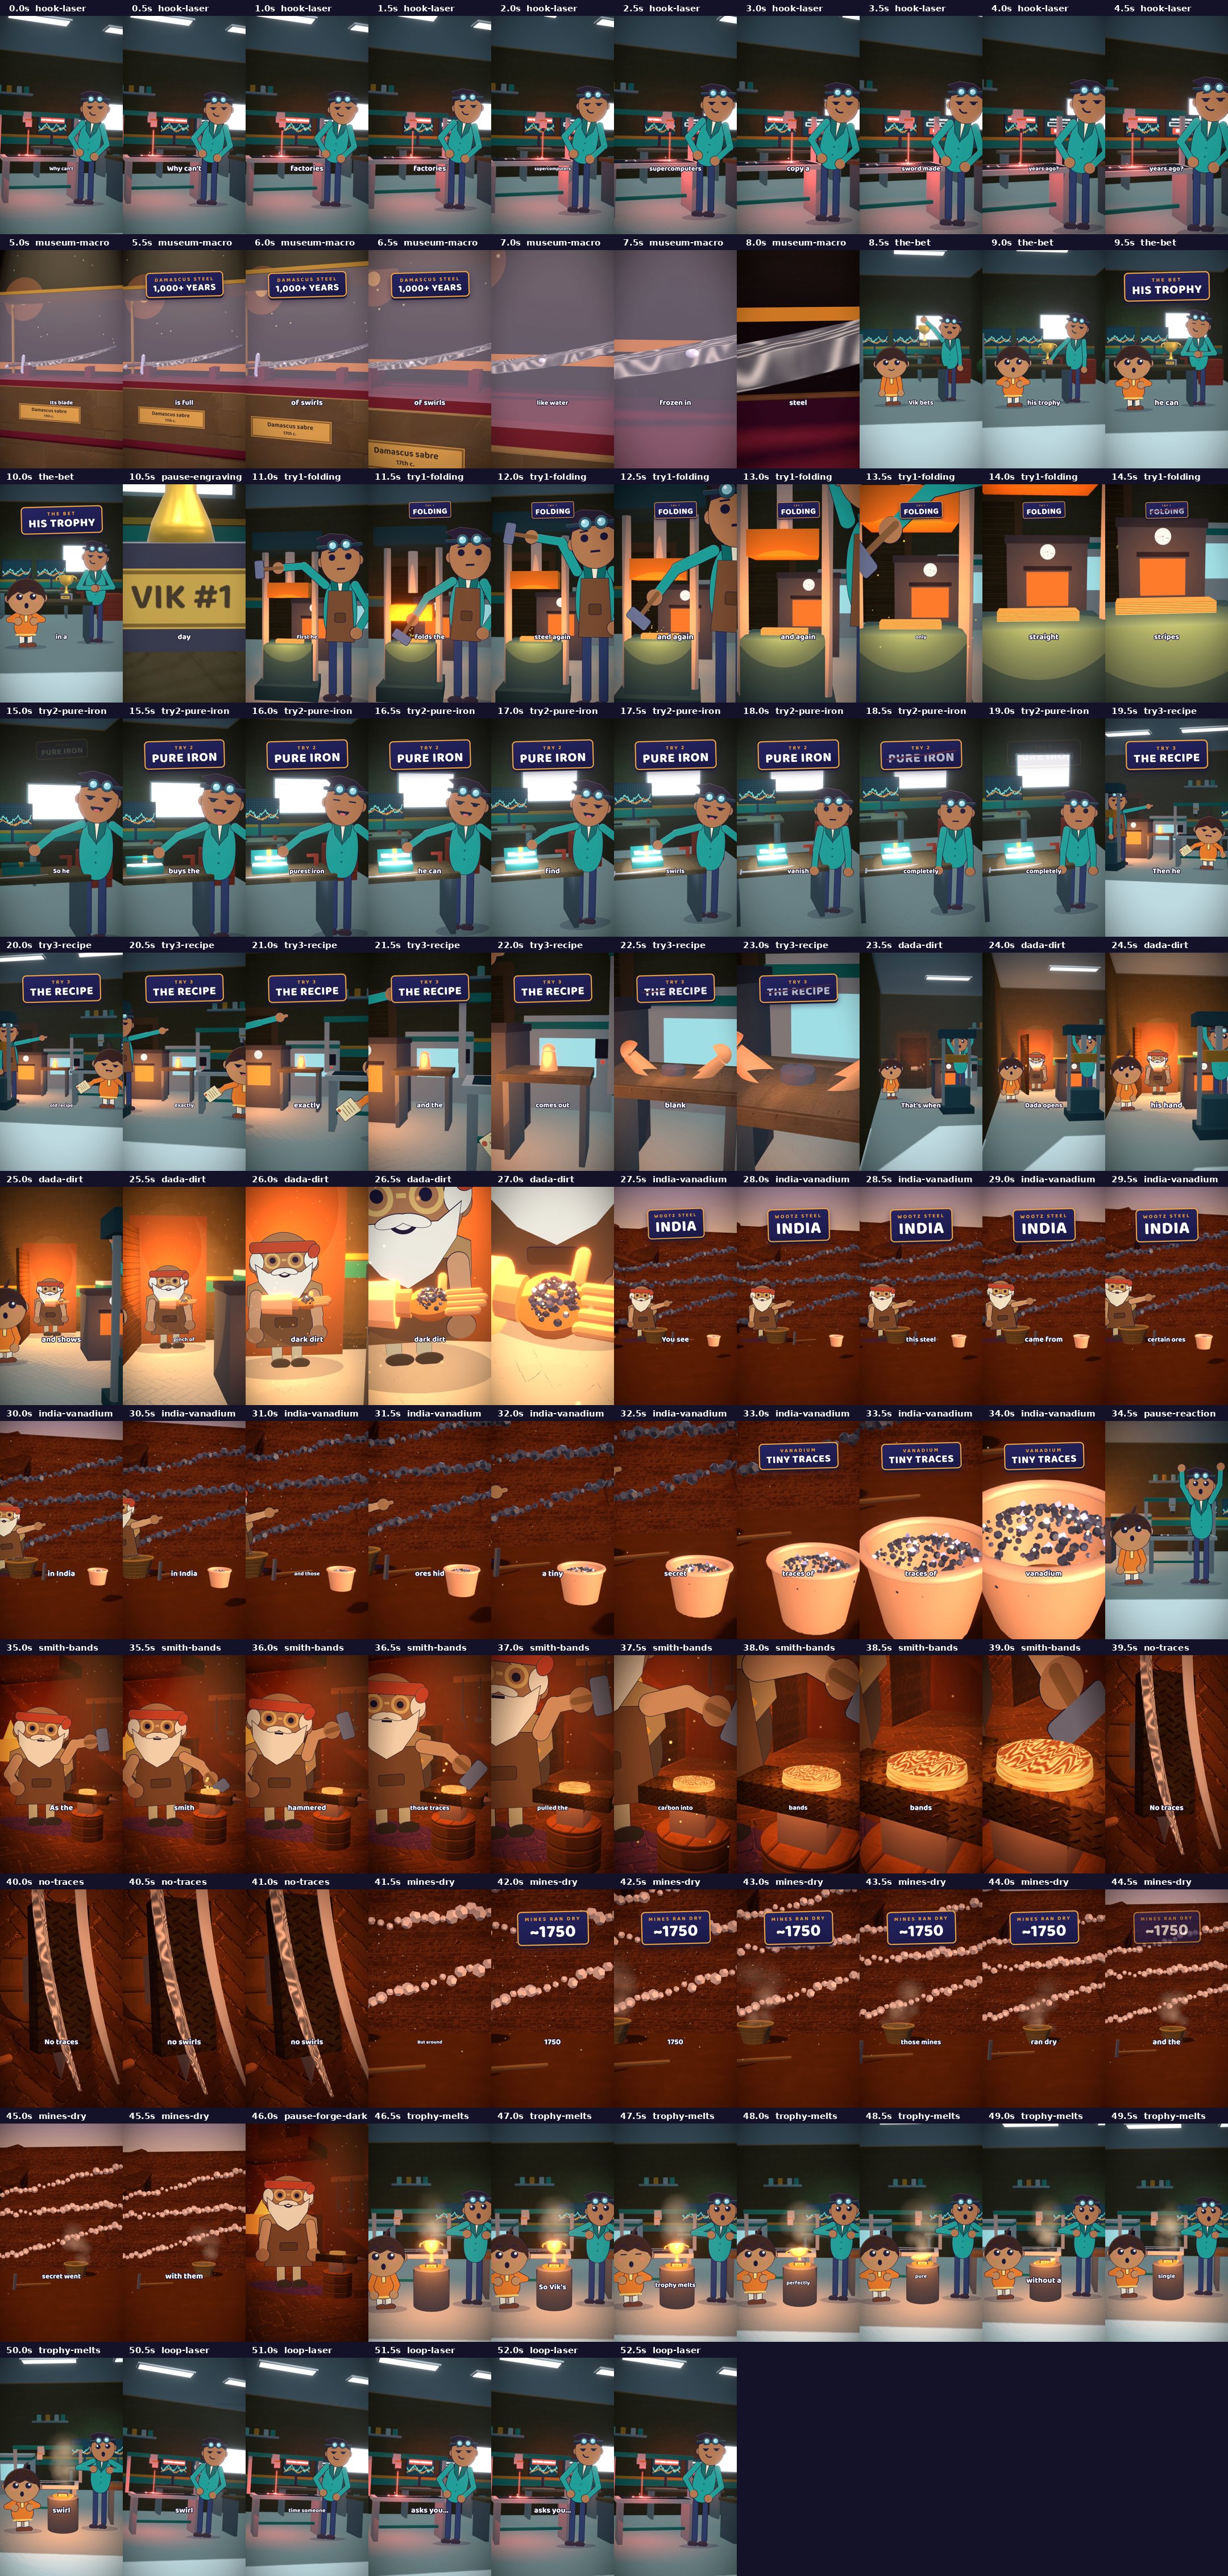 0.0s hook-laser 0.5s hook-laser 1.0s hook-laser 1.5s hook-laser 2.0s hook-laser 2.5s hook-laser 3.0s hook-laser 3.5s hook-laser 4.0s hook-laser 4.5s hook-laser
Why can't Why can't factories factories supercomputers supercomputers copy a sword made years ago? years ago?
5.0s museum-macro 5.5s museum-macro 6.0s museum-macro 6.5s museum-macro 7.0s museum-macro 7.5s museum-macro 8.0s museum-macro 8.5s the-bet 9.0s the-bet 9.5s the-bet
DAMASCUS STEEL DAMASCUS STEEL DAMASCUS STEEL THE BET
1,000+ YEARS 1,000+ YEARS 1,000+ YEARS HIS TROPHY
its blade is full of swirls of swirls like water frozen in steel Vik bets his trophy he can
Damascus sabre Damascus sabre Damascus sabre Damascus sabre
17th c. 17th c. 17th c. 17th c.
10.0s the-bet 10.5s pause-engraving 11.0s try1-folding 11.5s try1-folding 12.0s try1-folding 12.5s try1-folding 13.0s try1-folding 13.5s try1-folding 14.0s try1-folding 14.5s try1-folding
THE BET
HIS TROPHY FOLDING FOLDING FOLDING FOLDING FOLDING FOLDING FOLDING
VIK #1
in a day first he folds the steel again and again and again only straight stripes
15.0s try2-pure-iron 15.5s try2-pure-iron 16.0s try2-pure-iron 16.5s try2-pure-iron 17.0s try2-pure-iron 17.5s try2-pure-iron 18.0s try2-pure-iron 18.5s try2-pure-iron 19.0s try2-pure-iron 19.5s try3-recipe
TRY 2 TRY 2 TRY 2 TRY 2 TRY 2 TRY 2 TRY 2 TRY 3
PURE IRON PURE IRON PURE IRON PURE IRON PURE IRON PURE IRON PURE IRON PURE IRON THE RECIPE
So he buys the purest iron he can find swirls vanish completely completely Then he
20.0s try3-recipe 20.5s try3-recipe 21.0s try3-recipe 21.5s try3-recipe 22.0s try3-recipe 22.5s try3-recipe 23.0s try3-recipe 23.5s dada-dirt 24.0s dada-dirt 24.5s dada-dirt
TRY 3 TRY 3 TRY 3 TRY 3 TRY 3 TRY 3 TRY 3
THE RECIPE THE RECIPE THE RECIPE THE RECIPE THE RECIPE THE RECIPE THE RECIPE
old recipe exactly exactly and the comes out blank That's when Dada opens his hand
25.0s dada-dirt 25.5s dada-dirt 26.0s dada-dirt 26.5s dada-dirt 27.0s dada-dirt 27.5s india-vanadium 28.0s india-vanadium 28.5s india-vanadium 29.0s india-vanadium 29.5s india-vanadium
WOOTZ STEEL WOOTZ STEEL WOOTZ STEEL WOOTZ STEEL WOOTZ STEEL
INDIA INDIA INDIA INDIA INDIA
and shows pinch of dark dirt dark dirt You see this steel came from certain ores
30.0s india-vanadium 30.5s india-vanadium 31.0s india-vanadium 31.5s india-vanadium 32.0s india-vanadium 32.5s india-vanadium 33.0s india-vanadium 33.5s india-vanadium 34.0s india-vanadium 34.5s pause-reaction
VANADIUM VANADIUM VANADIUM
TINY TRACES TINY TRACES TINY TRACES
in India in India and those ores hid a tiny secret traces of traces of vanadium
35.0s smith-bands 35.5s smith-bands 36.0s smith-bands 36.5s smith-bands 37.0s smith-bands 37.5s smith-bands 38.0s smith-bands 38.5s smith-bands 39.0s smith-bands 39.5s no-traces
As the smith hammered those traces pulled the carbon into bands bands No traces
40.0s no-traces 40.5s no-traces 41.0s no-traces 41.5s mines-dry 42.0s mines-dry 42.5s mines-dry 43.0s mines-dry 43.5s mines-dry 44.0s mines-dry 44.5s mines-dry
MINES RAN DRY MINES RAN DRY MINES RAN DRY MINES RAN DRY MINES RAN DRY MINES RAN DRY
~1750 ~1750 ~1750 ~1750 ~1750 ~1750
No traces no swirls no swirls But around 1750 1750 those mines ran dry and the
45.0s mines-dry 45.5s mines-dry 46.0s pause-forge-dark 46.5s trophy-melts 47.0s trophy-melts 47.5s trophy-melts 48.0s trophy-melts 48.5s trophy-melts 49.0s trophy-melts 49.5s trophy-melts
secret went with them So Vik's trophy melts perfectly pure without a single
50.0s trophy-melts 50.5s loop-laser 51.0s loop-laser 51.5s loop-laser 52.0s loop-laser 52.5s loop-laser
swirl swirl time someone asks you... asks you...